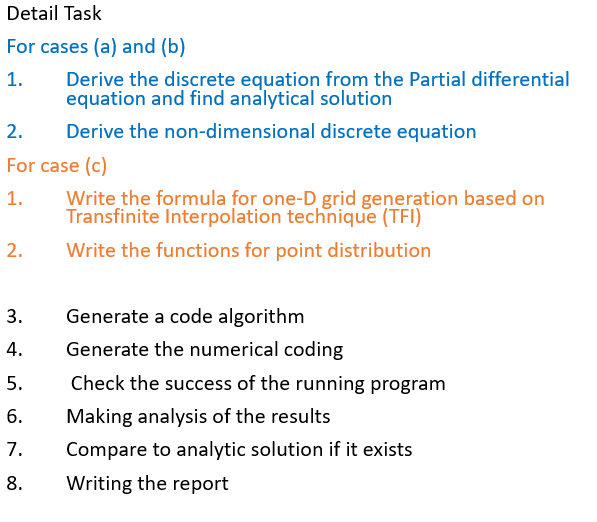 Detail Task
For cases (a) and (b)
1. Derive the discrete equation from the Partial differential
equation and find analytical solution
2. Derive the non-dimensional discrete equation
For case (c)
1. Write the formula for one-D grid generation based on
Transfinite Interpolation technique (TFI)
2. Write the functions for point distribution
3. Generate a code algorithm
4. Generate the numerical coding
5. Check the success of the running program
6. Making analysis of the results
7. Compare to analytic solution if it exists
8. Writing the report